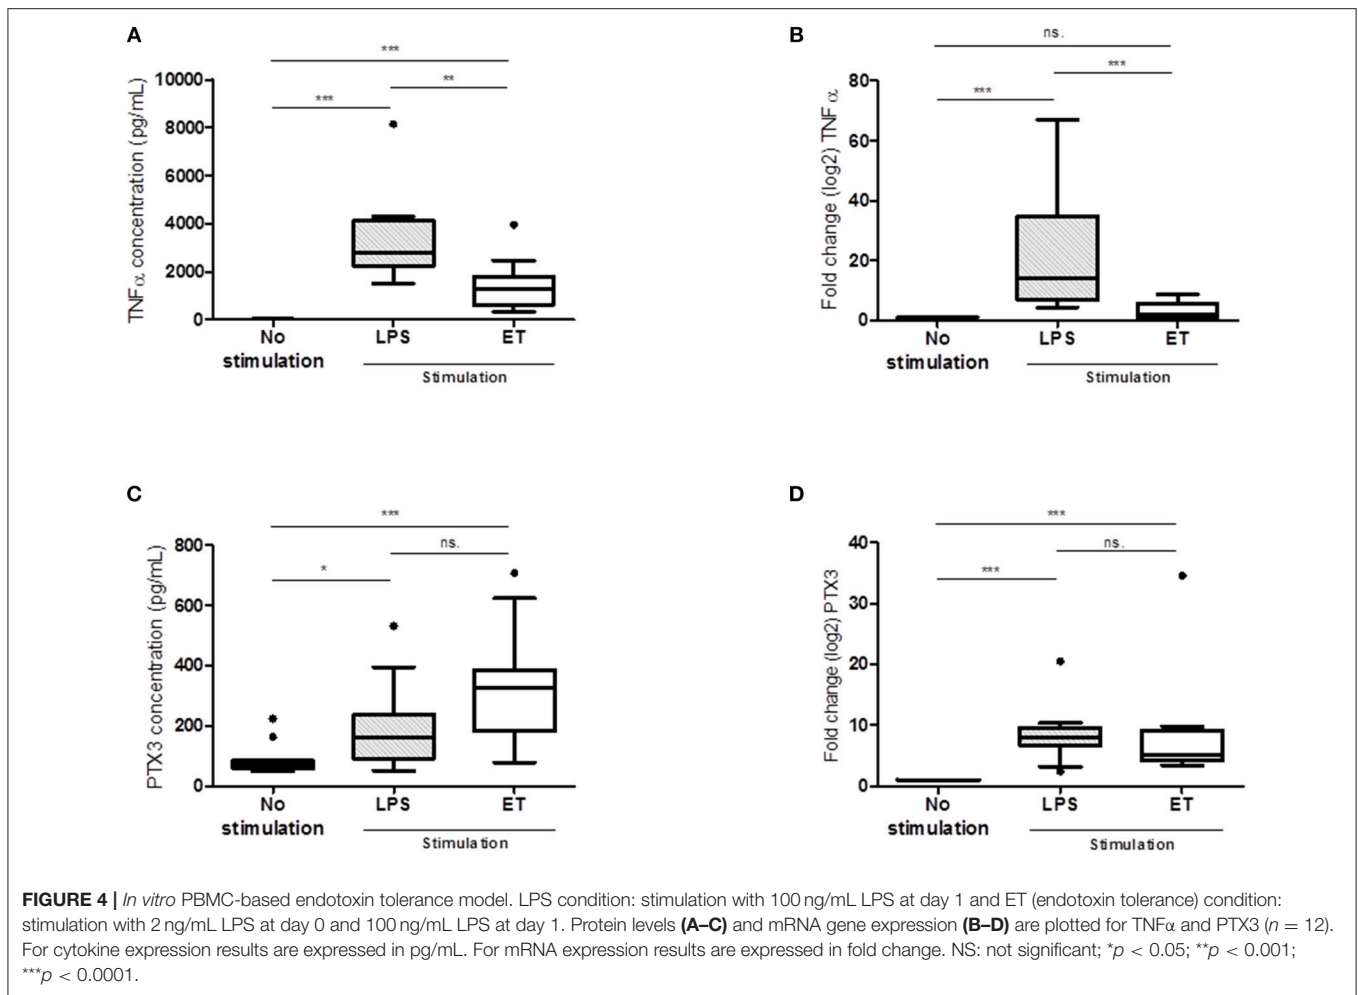 A
***
**
***
TNFα concentration (pg/mL)
10000
8000
6000
4000
2000
0
No stimulation
LPS
ET
Stimulation
B
ns.
***
***
Fold change (log2) TNFα
80
60
40
20
0
No stimulation
LPS
ET
Stimulation
C
***
ns.
*
PTX3 concentration (pg/mL)
800
600
400
200
0
No stimulation
LPS
ET
Stimulation
D
***
ns.
***
Fold change (log2) PTX3
40
30
20
10
0
No stimulation
LPS
ET
Stimulation
FIGURE 4 | In vitro PBMC-based endotoxin tolerance model. LPS condition: stimulation with 100 ng/mL LPS at day 1 and ET (endotoxin tolerance) condition:
stimulation with 2 ng/mL LPS at day 0 and 100 ng/mL LPS at day 1. Protein levels (A–C) and mRNA gene expression (B–D) are plotted for TNFα and PTX3 (n = 12).
For cytokine expression results are expressed in pg/mL. For mRNA expression results are expressed in fold change. NS: not significant; *p < 0.05; **p < 0.001;
***p < 0.0001.